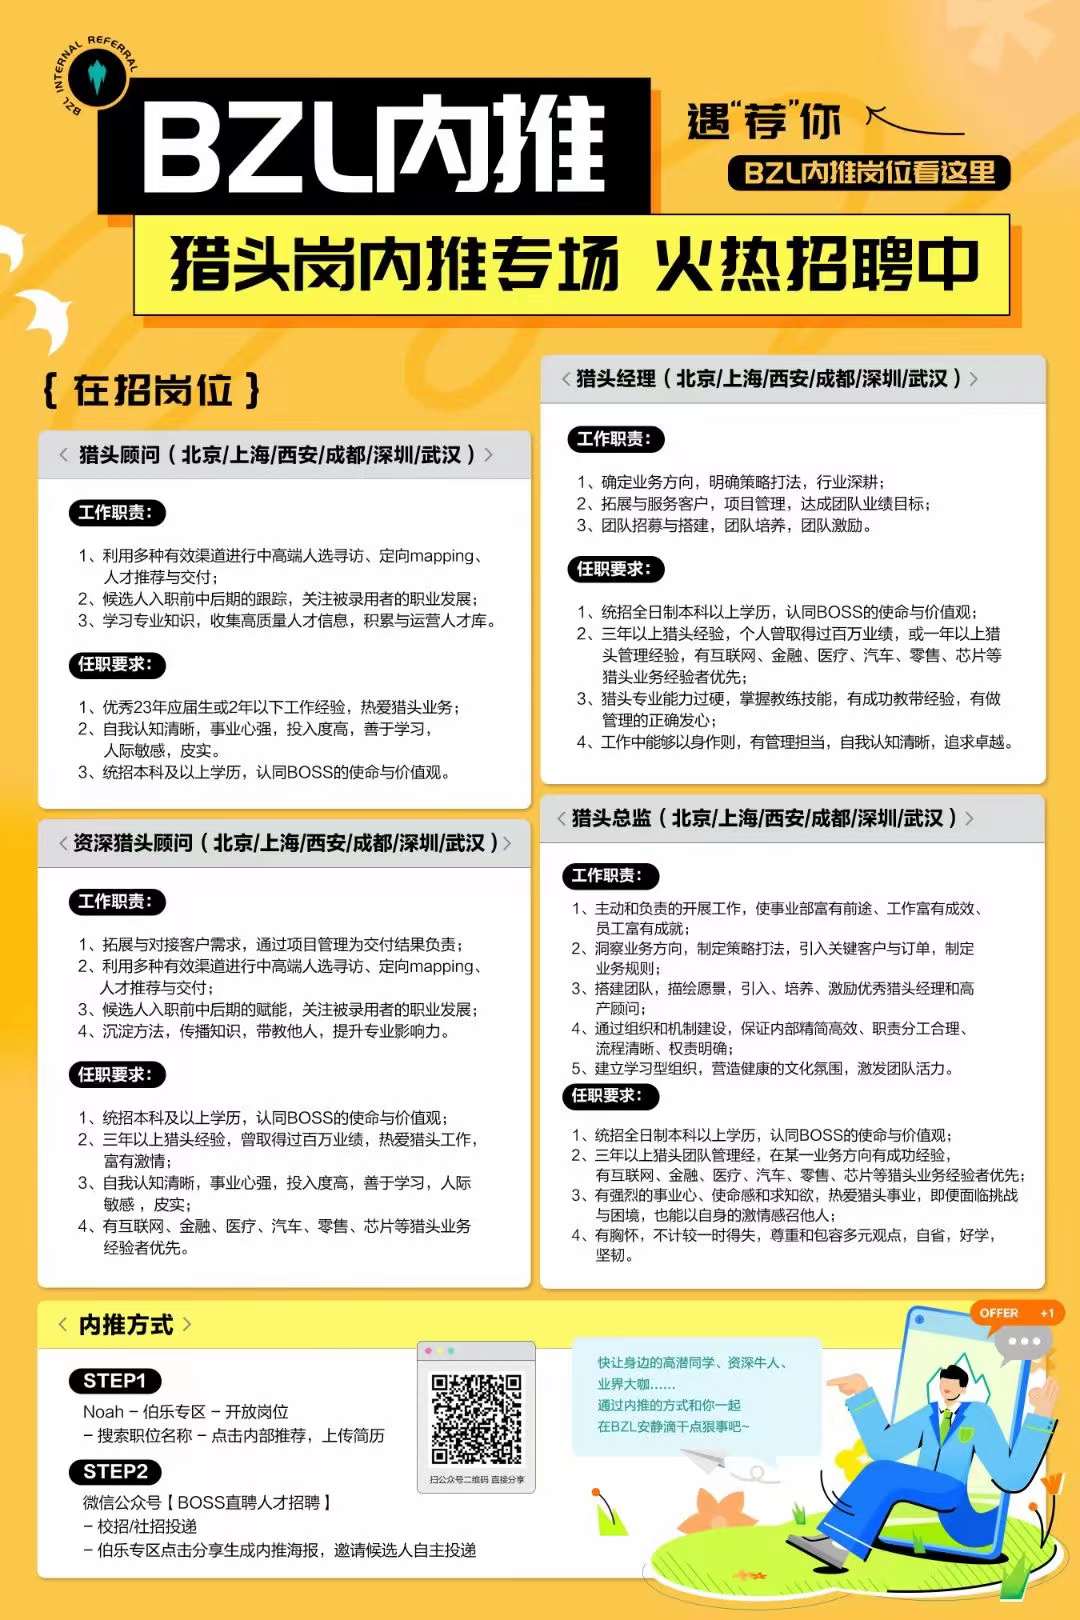 BZL INTERNAL REFERRAL
BZL内推
遇“荐”你
BZL内推岗位看这里
猎头岗内推专场 火热招聘中
{ 在招岗位 }
< 猎头顾问（北京/上海/西安/成都/深圳/武汉）>
工作职责：
1、利用多种有效渠道进行中高端人选寻访、定向mapping、
人才推荐与交付；
2、候选人入职前中后期的跟踪，关注被录用者的职业发展；
3、学习专业知识，收集高质量人才信息，积累与运营人才库。
任职要求：
1、优秀23年应届生或2年以下工作经验，热爱猎头业务；
2、自我认知清晰，事业心强，投入度高，善于学习，
人际敏感，皮实。
3、统招本科及以上学历，认同BOSS的使命与价值观。
< 资深猎头顾问（北京/上海/西安/成都/深圳/武汉）>
工作职责：
1、拓展与对接客户需求，通过项目管理为交付结果负责；
2、利用多种有效渠道进行中高端人选寻访、定向mapping、
人才推荐与交付；
3、候选人入职前中后期的赋能，关注被录用者的职业发展；
4、沉淀方法，传播知识，带教他人，提升专业影响力。
任职要求：
1、统招本科及以上学历，认同BOSS的使命与价值观；
2、三年以上猎头经验，曾取得过百万业绩，热爱猎头工作，
富有激情；
3、自我认知清晰，事业心强，投入度高，善于学习，人际
敏感 ，皮实；
4、有互联网、金融、医疗、汽车、零售、芯片等猎头业务
经验者优先。
< 猎头经理（北京/上海/西安/成都/深圳/武汉）>
工作职责：
1、确定业务方向，明确策略打法，行业深耕；
2、拓展与服务客户，项目管理，达成团队业绩目标；
3、团队招募与搭建，团队培养，团队激励。
任职要求：
1、统招全日制本科以上学历，认同BOSS的使命与价值观；
2、三年以上猎头经验，个人曾取得过百万业绩，或一年以上猎
头管理经验，有互联网、金融、医疗、汽车、零售、芯片等
猎头业务经验者优先；
3、猎头专业能力过硬，掌握教练技能，有成功教带经验，有做
管理的正确发心；
4、工作中能够以身作则，有管理担当，自我认知清晰，追求卓越。
< 猎头总监（北京/上海/西安/成都/深圳/武汉）>
工作职责：
1、主动和负责的开展工作，使事业部富有前途、工作富有成效、
员工富有成就；
2、洞察业务方向，制定策略打法，引入关键客户与订单，制定
业务规则；
3、搭建团队，描绘愿景，引入、培养、激励优秀猎头经理和高
产顾问；
4、通过组织和机制建设，保证内部精简高效、职责分工合理、
流程清晰、权责明确；
5、建立学习型组织，营造健康的文化氛围，激发团队活力。
任职要求：
1、统招全日制本科以上学历，认同BOSS的使命与价值观；
2、三年以上猎头团队管理经，在某一业务方向有成功经验，
有互联网、金融、医疗、汽车、零售、芯片等猎头业务经验者优先；
3、有强烈的事业心、使命感和求知欲，热爱猎头事业，即便面临挑战
与困境，也能以自身的激情感召他人；
4、有胸怀，不计较一时得失，尊重和包容多元观点，自省，好学，
坚韧。
< 内推方式 >
STEP1
Noah – 伯乐专区 – 开放岗位
– 搜索职位名称 – 点击内部推荐，上传简历
STEP2
微信公众号【BOSS直聘人才招聘】
– 校招/社招投递
– 伯乐专区点击分享生成内推海报，邀请候选人自主投递
扫公众号二维码 直接分享
快让身边的高潜同学、资深牛人、
业界大咖……
通过内推的方式和你一起
在BZL安静滴干点狠事吧~
OFFER +1